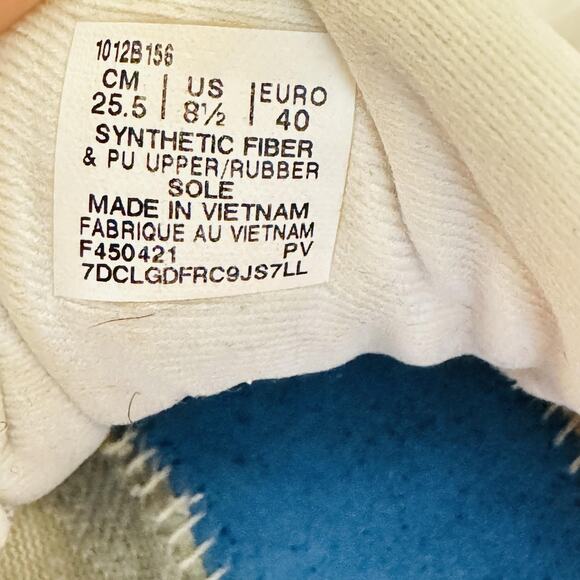 1012B156
CM | US | EURO
25.5 | 8½ | 40
SYNTHETIC FIBER
& PU UPPER/RUBBER
SOLE
MADE IN VIETNAM
FABRIQUE AU VIETNAM
F450421 PV
7DCLGDFRC9JS7LL